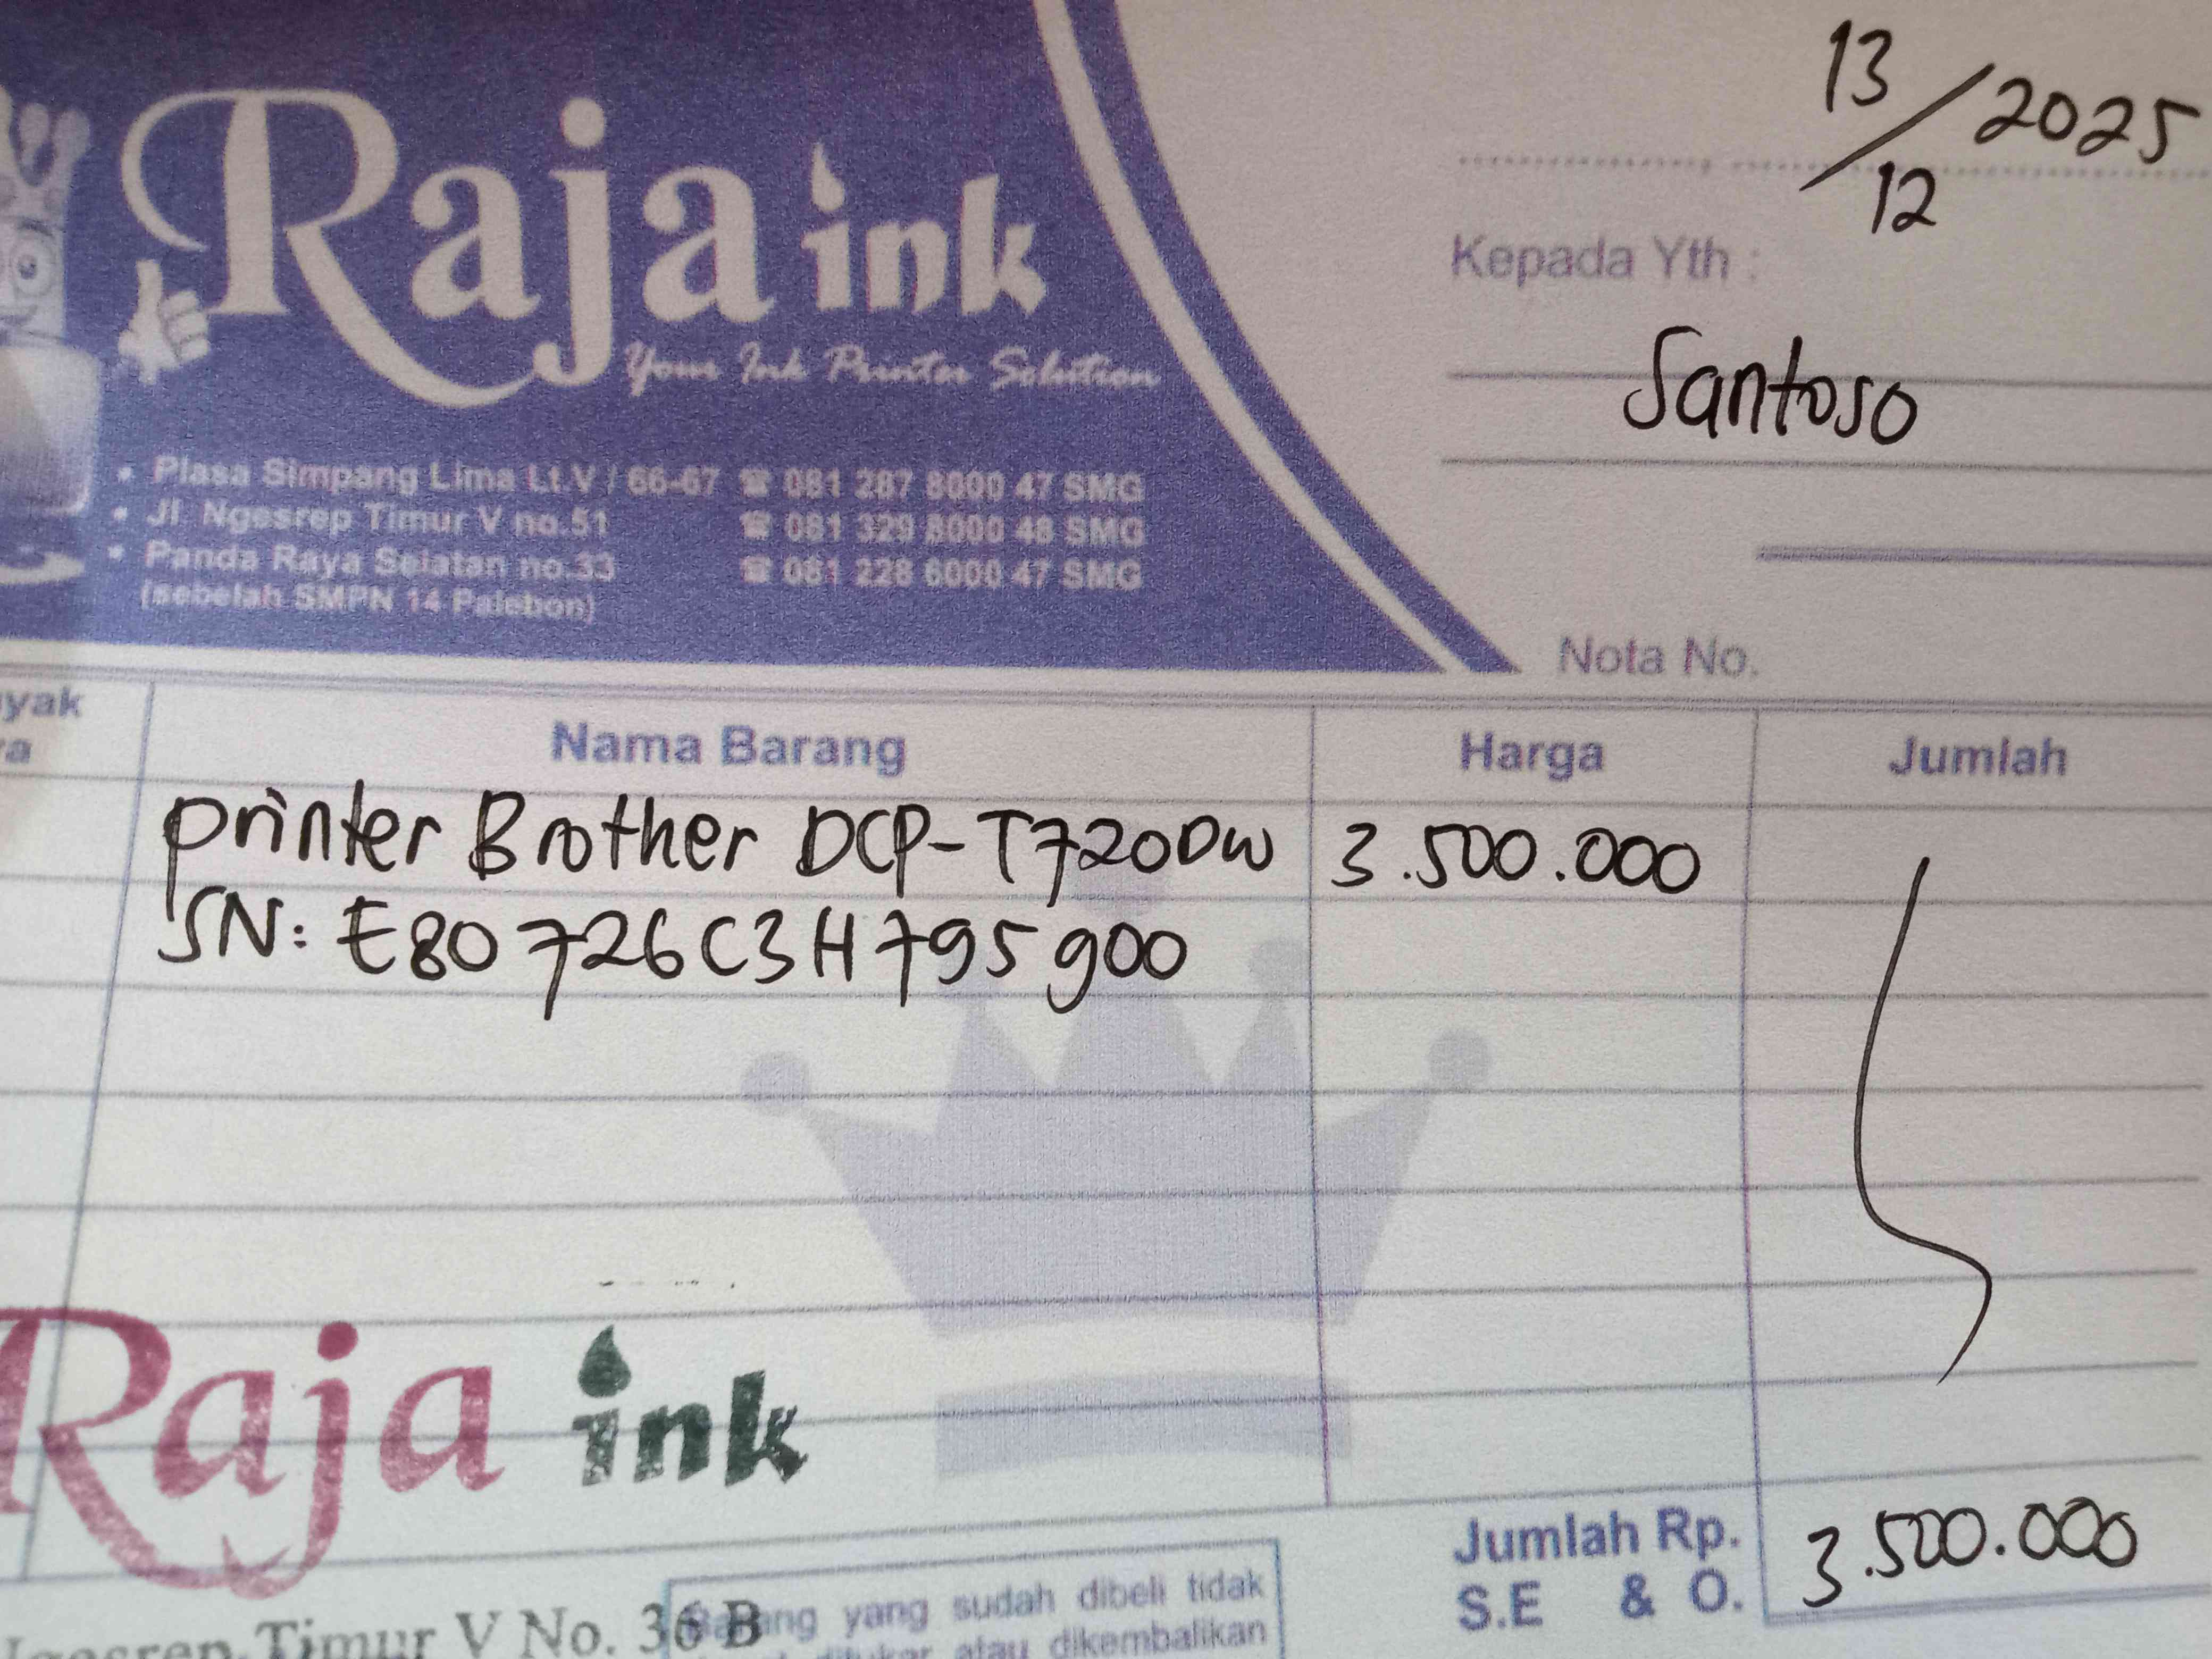 Raja ink
Your Ink Printer Solution
• Plasa Simpang Lima Lt.V / 66-67 ☎ 081 287 8000 47 SMG
• Jl. Ngesrep Timur V no.51 ☎ 081 329 8000 48 SMG
• Panda Raya Selatan no.33 ☎ 081 228 6000 47 SMG
(sebelah SMPN 14 Palebon)
13/12/2025
Kepada Yth :
Santoso
Nota No.
Nama Barang Harga Jumlah
printer Brother DCP-T720DW 3.500.000
SN: E80726C3H795900
Raja ink
Jumlah Rp. 3.500.000
S.E & O.
Timur V No. 36 B
yang sudah dibeli tidak
atau dikembalikan